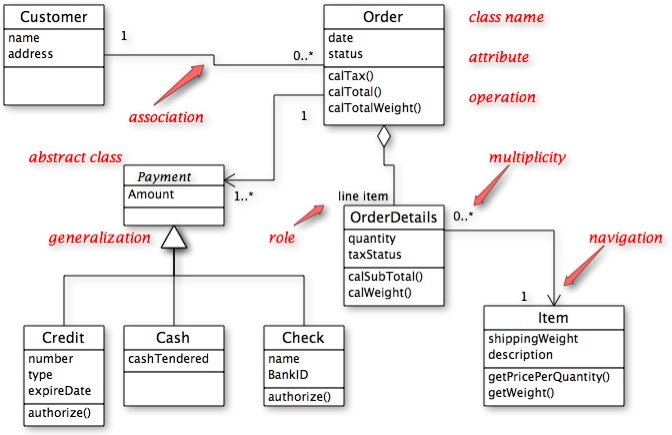 Customer
name
address
1
association
0..*
Order
date
status
calTax()
calTotal()
calTotalWeight()
class name
attribute
operation
1
abstract class
Payment
Amount
1..*
generalization
role
line item
OrderDetails
quantity
taxStatus
calSubTotal()
calWeight()
multiplicity
0..*
navigation
1
Item
shippingWeight
description
getPricePerQuantity()
getWeight()
Credit
number
type
expireDate
authorize()
Cash
cashTendered
Check
name
BankID
authorize()